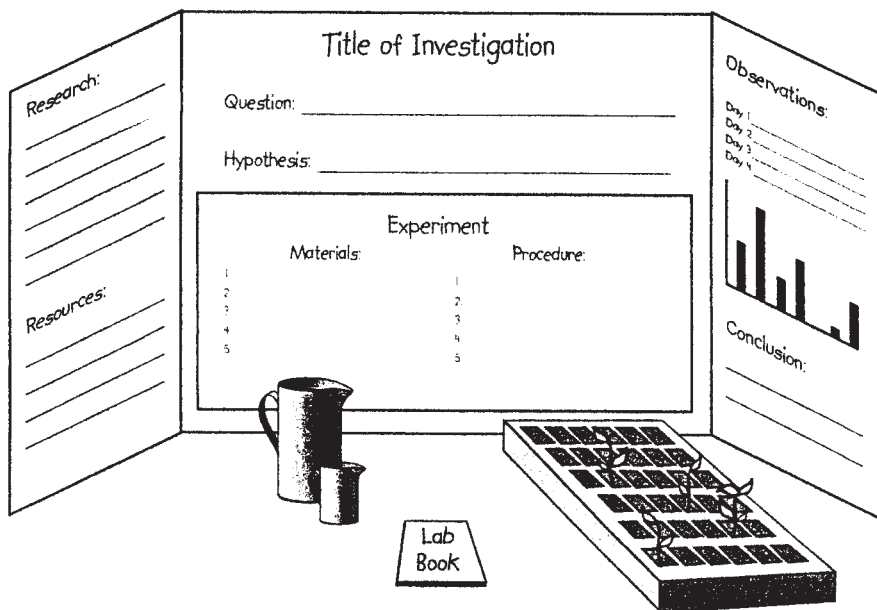 Title of Investigation
Research:
Resources:
Question:
Hypothesis:
Experiment
Materials:
1
2
3
4
5
Procedure:
1
2
3
4
5
Observations:
Day 1
Day 2
Day 3
Day 4
Conclusion:
Lab
Book